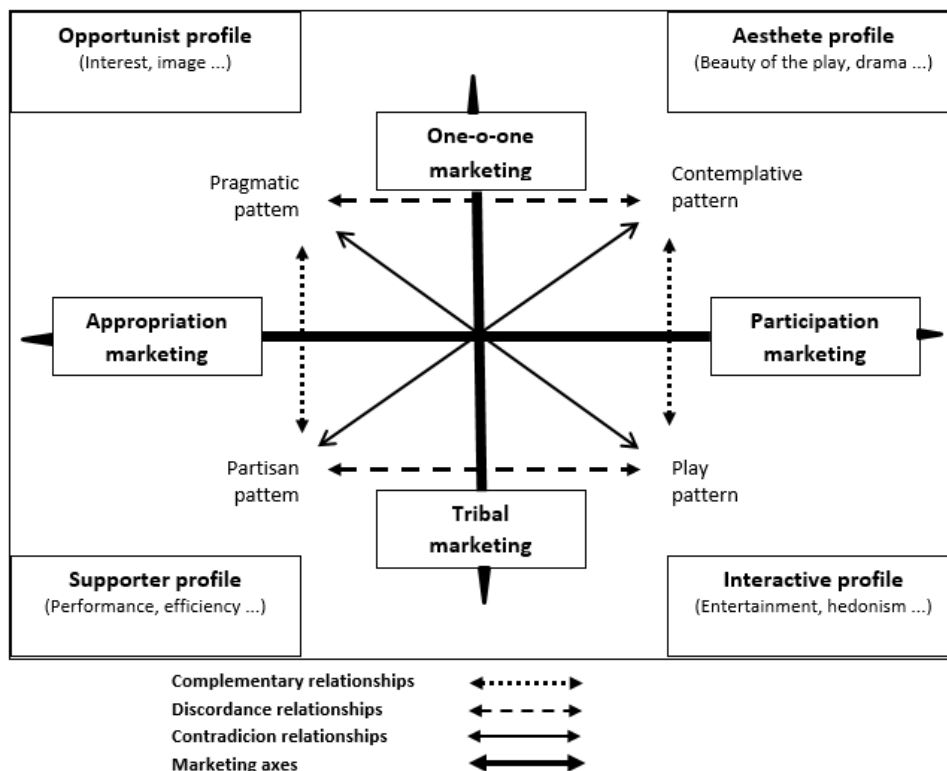 Opportunist profile
(Interest, image ...)
Aesthete profile
(Beauty of the play, drama ...)
One-o-one
marketing
Pragmatic
pattem
Contemplative
pattern
Appropriation
marketing
Participation
marketing
Partisan
pattem
Play
pattern
Tribal
marketing
Supporter profile
(Performance, efficiency ...)
Interactive profile
(Entertainment, hedonism ...)
Complementary relationships
Discordance relationships
Contradicion relationships
Marketing axes